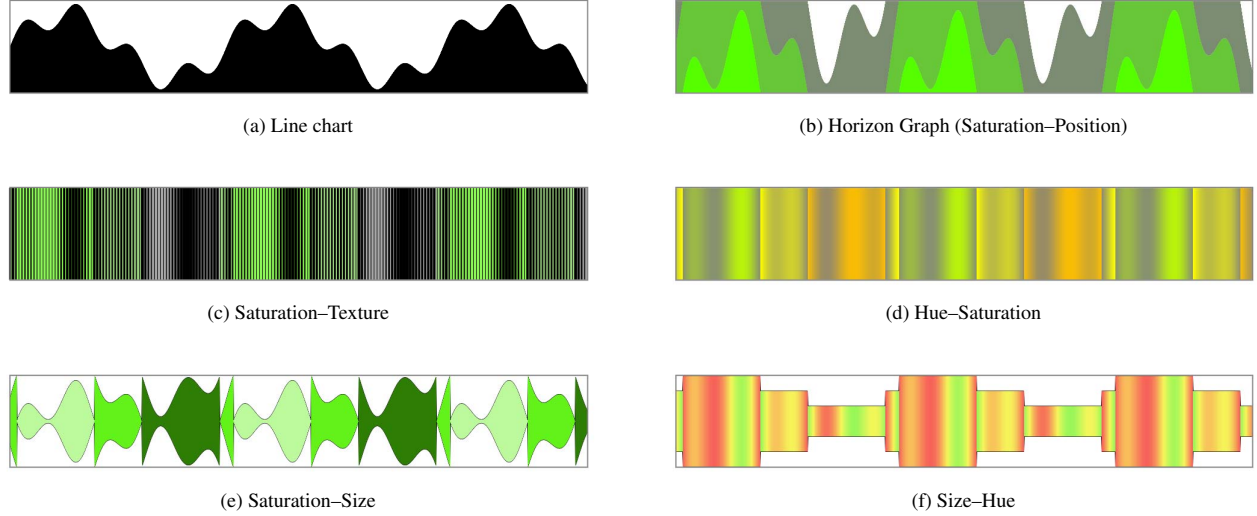 (a) Line chart
(b) Horizon Graph (Saturation–Position)
(c) Saturation–Texture
(d) Hue–Saturation
(e) Saturation–Size
(f) Size–Hue